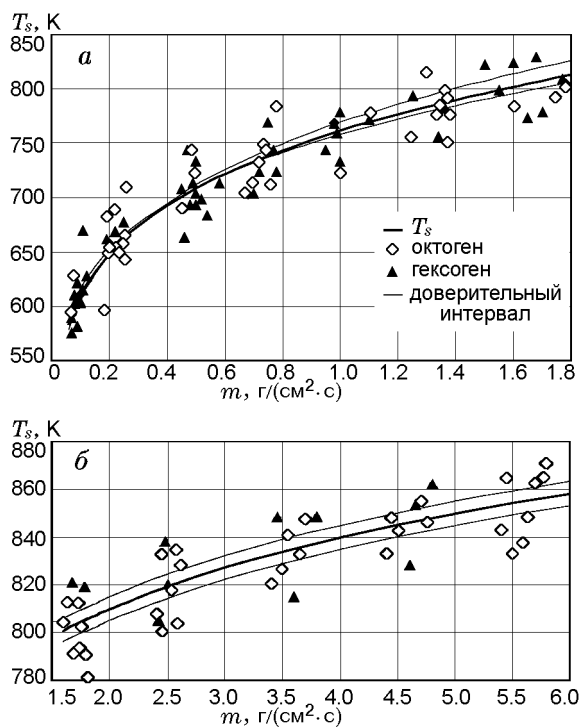 T_s, K
850
а
800
750
700
T_s
октоген
650
гексоген
600
доверительный
интервал
550
0 0.2 0.4 0.6 0.8 1.0 1.2 1.4 1.6 1.8
m, г/(см²·с)
T_s, K
880
б
860
840
820
800
780
1.5 2.0 2.5 3.0 3.5 4.0 4.5 5.0 5.5 6.0
m, г/(см²·с)